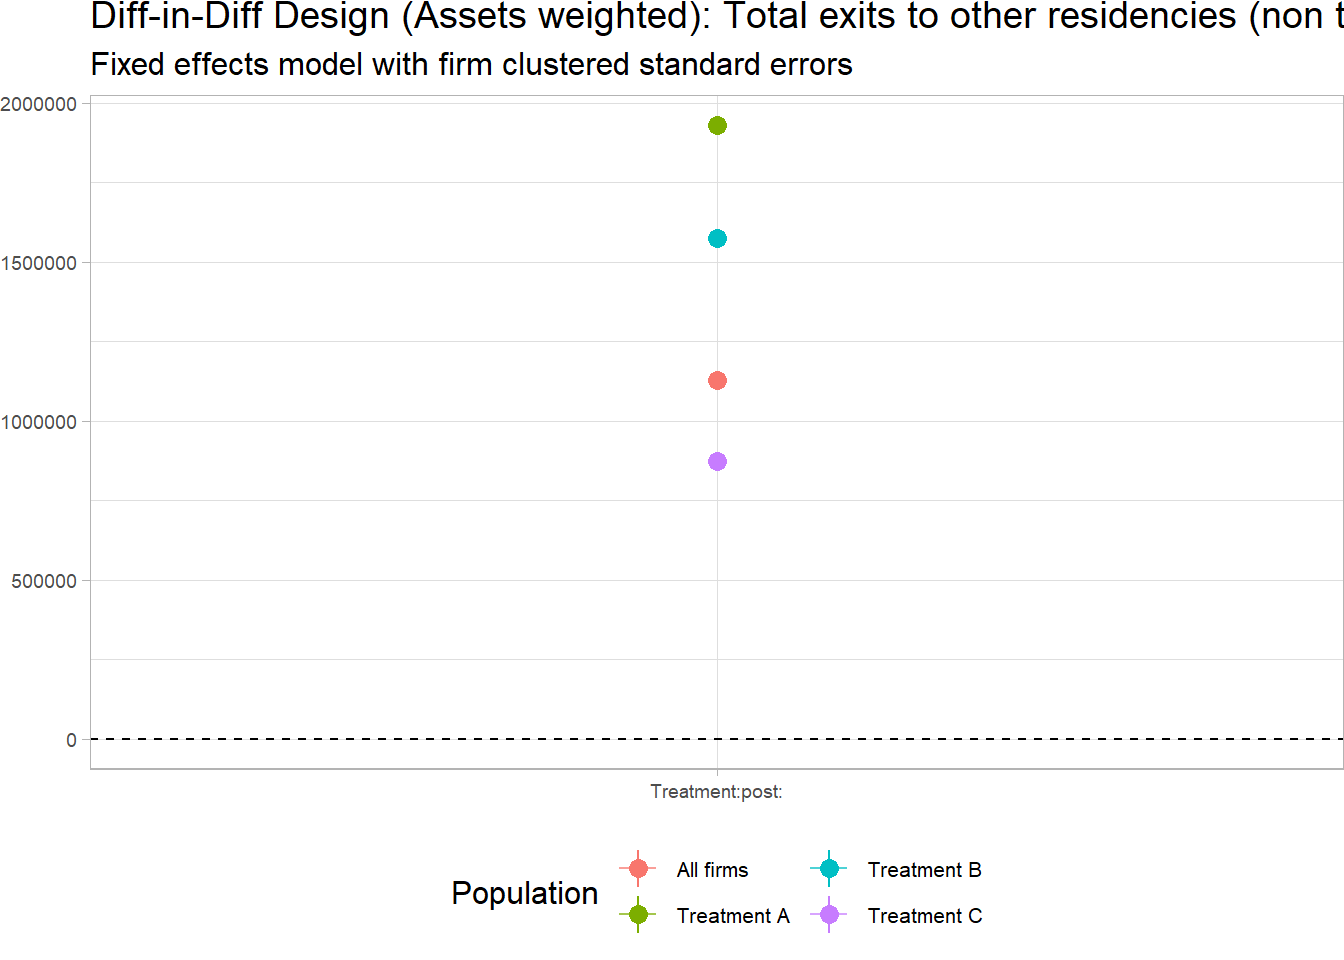 Diff-in-Diff Design (Assets weighted): Total exits to other residencies (non t
Fixed effects model with firm clustered standard errors
2000000
1500000
1000000
500000
0
Treatment:post:
Population
All firms
Treatment B
Treatment A
Treatment C